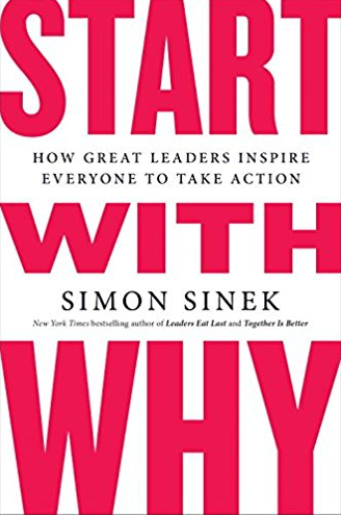 START
HOW GREAT LEADERS INSPIRE
EVERYONE TO TAKE ACTION
WITH
SIMON SINEK
New York Times bestselling author of Leaders Eat Last and Together Is Better
WHY